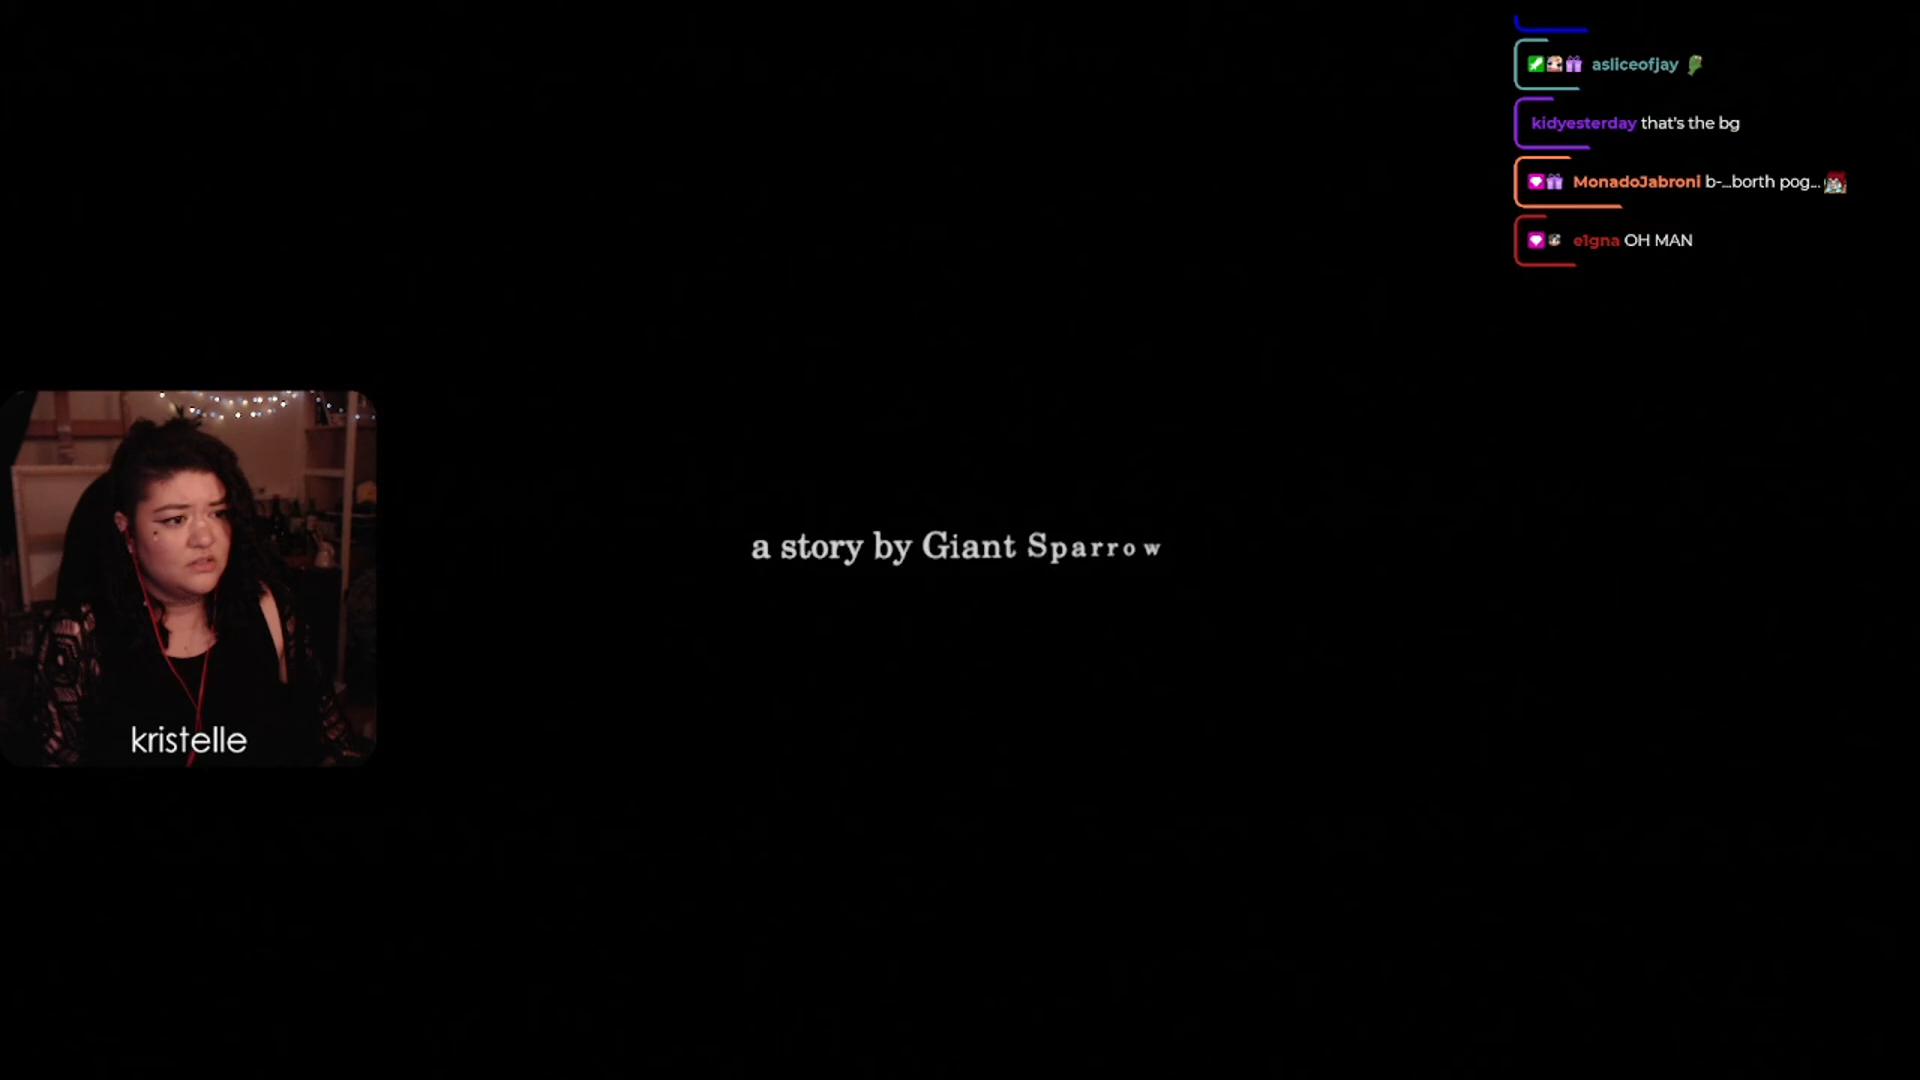 asliceofjay
kidyesterday that's the bg
MonadoJabroni b-...borth pog...
e1gna OH MAN
a story by Giant Sparrow
kristelle